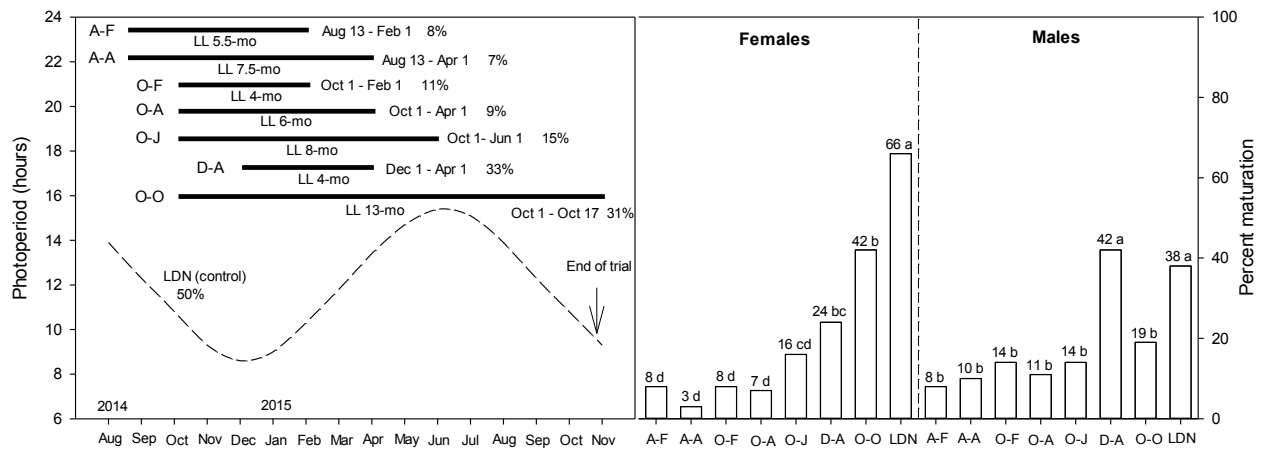 Photoperiod (hours)
24
22
20
18
16
14
12
10
8
6
A-F Aug 13 - Feb 1 8%
LL 5.5-mo
A-A Aug 13 - Apr 1 7%
LL 7.5-mo
O-F Oct 1 - Feb 1 11%
LL 4-mo
O-A Oct 1 - Apr 1 9%
LL 6-mo
O-J Oct 1- Jun 1 15%
LL 8-mo
D-A Dec 1 - Apr 1 33%
LL 4-mo
O-O
LL 13-mo Oct 1 - Oct 17 31%
LDN (control)
50%
End of trial
2014 2015
Aug Sep Oct Nov Dec Jan Feb Mar Apr May Jun Jul Aug Sep Oct Nov
Females
8 d 3 d 8 d 7 d 16 cd 24 bc 42 b 66 a
A-F A-A O-F O-A O-J D-A O-O LDN
Males
8 b 10 b 14 b 11 b 14 b 42 a 19 b 38 a
A-F A-A O-F O-A O-J D-A O-O LDN
100
80
60
40
20
0
Percent maturation